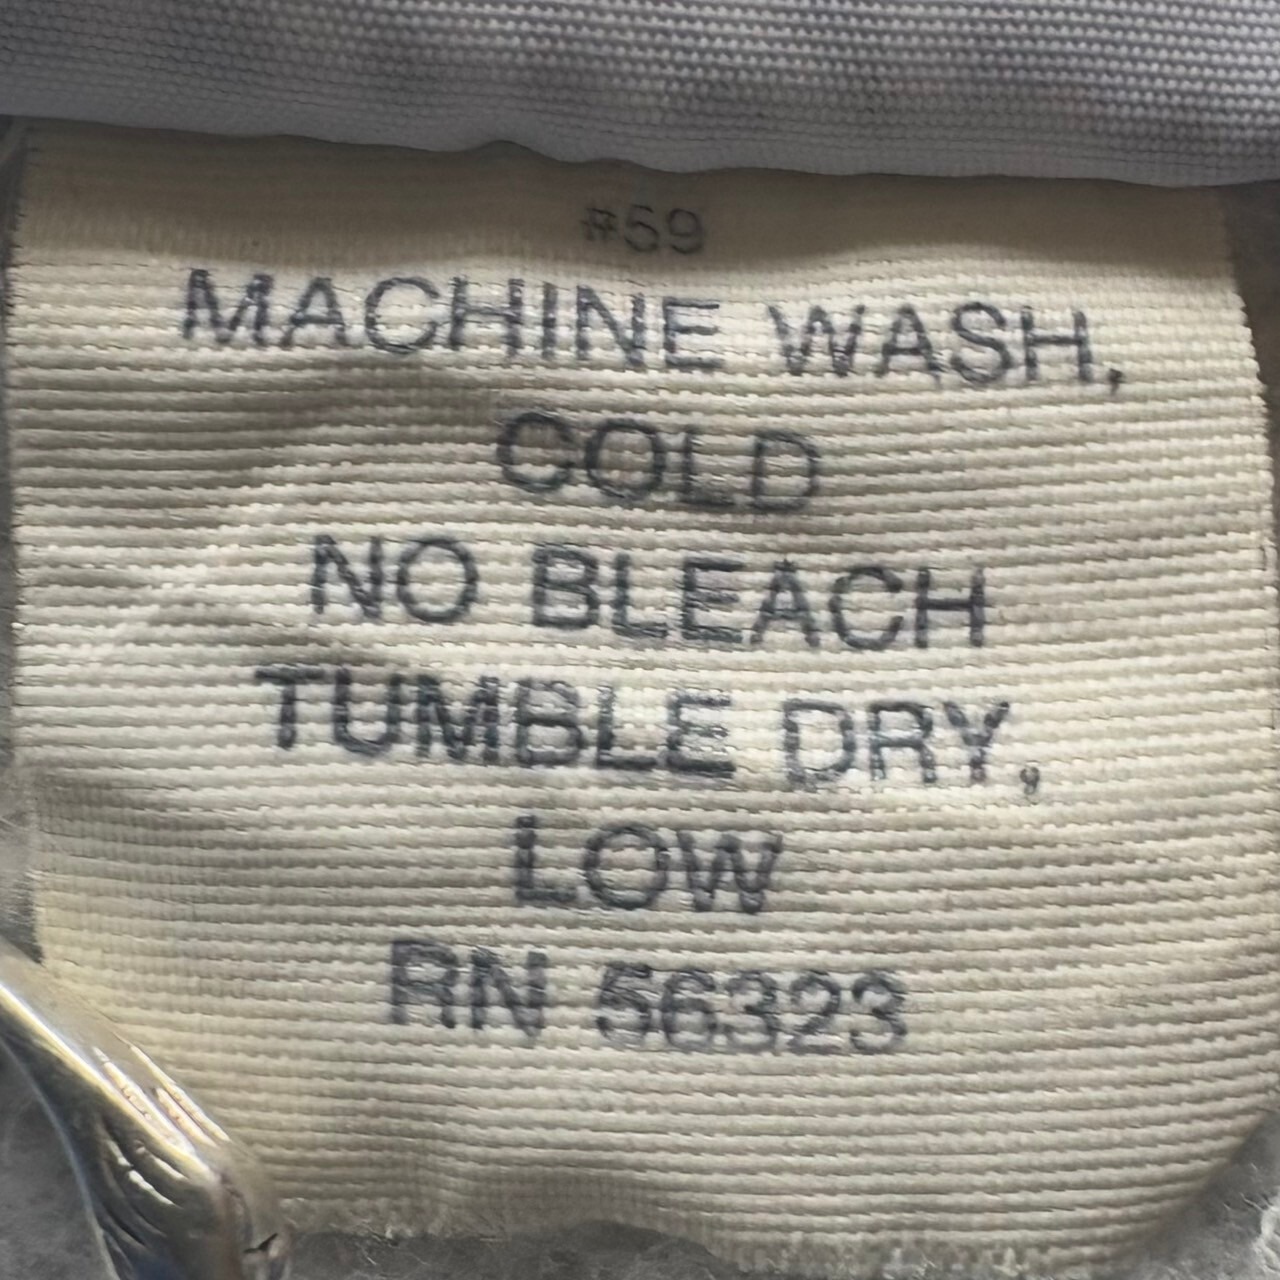 #59
MACHINE WASH,
COLD
NO BLEACH
TUMBLE DRY,
LOW
RN 56323